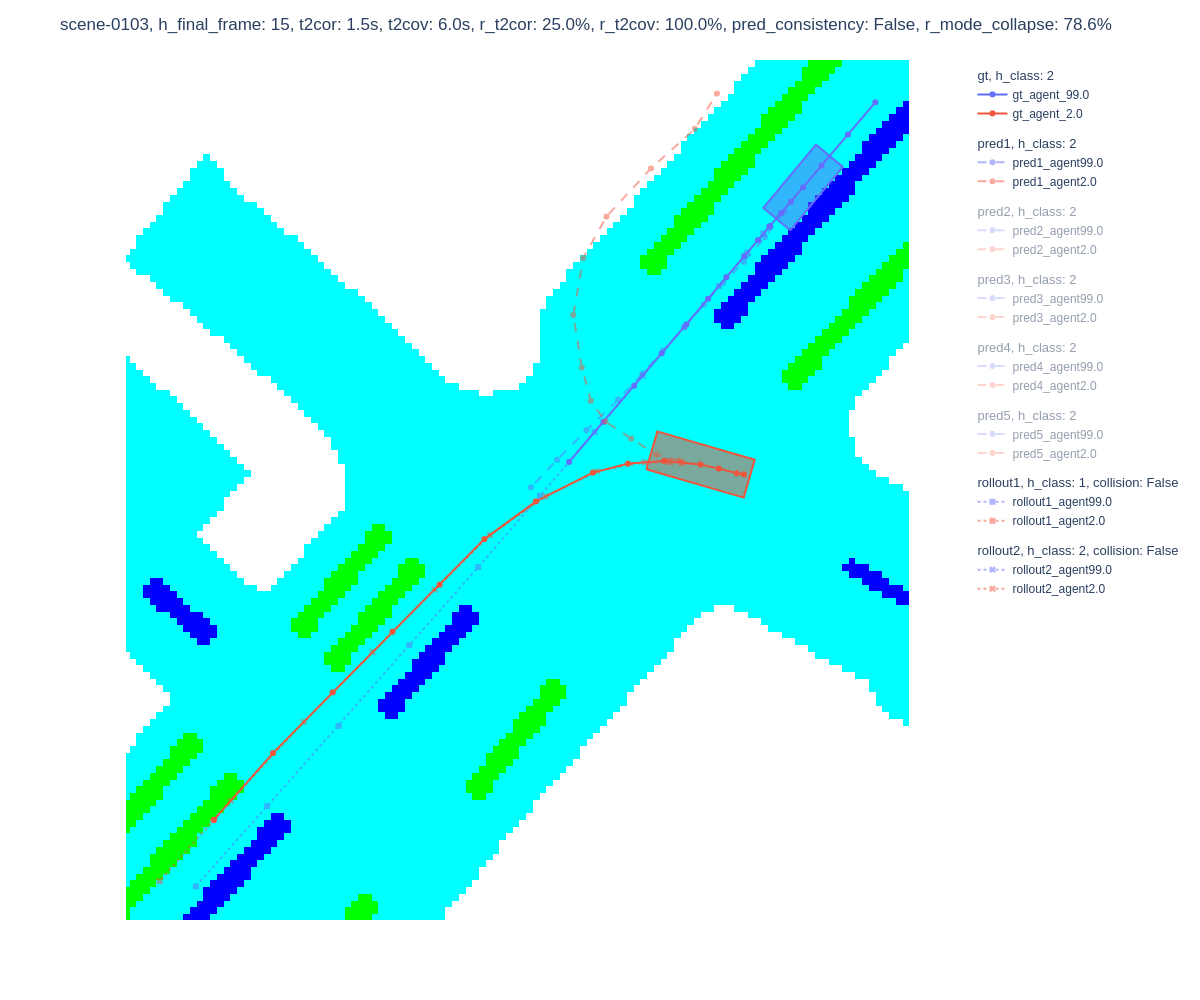 scene-0103, h_final_frame: 15, t2cor: 1.5s, t2cov: 6.0s, r_t2cor: 25.0%, r_t2cov: 100.0%, pred_consistency: False, r_mode_collapse: 78.6%
gt, h_class: 2
gt_agent_99.0
gt_agent_2.0
pred1, h_class: 2
pred1_agent99.0
pred1_agent2.0
pred2, h_class: 2
pred2_agent99.0
pred2_agent2.0
pred3, h_class: 2
pred3_agent99.0
pred3_agent2.0
pred4, h_class: 2
pred4_agent99.0
pred4_agent2.0
pred5, h_class: 2
pred5_agent99.0
pred5_agent2.0
rollout1, h_class: 1, collision: False
rollout1_agent99.0
rollout1_agent2.0
rollout2, h_class: 2, collision: False
rollout2_agent99.0
rollout2_agent2.0